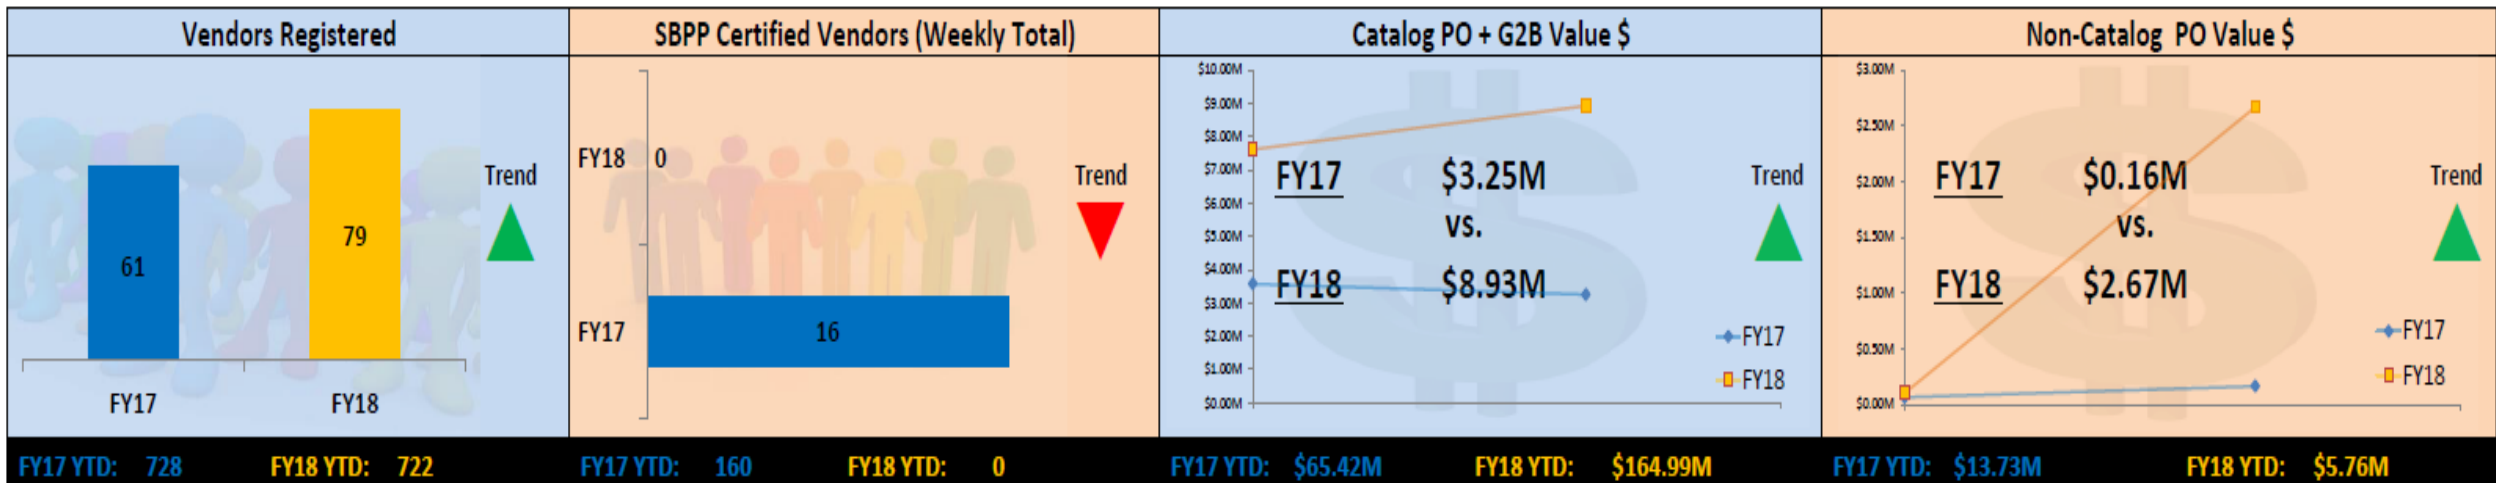 Vendors Registered
61
79
FY17
FY18
Trend
FY17 YTD: 728
FY18 YTD: 722
SBPP Certified Vendors (Weekly Total)
FY18
0
FY17
16
Trend
FY17 YTD: 160
FY18 YTD: 0
Catalog PO + G2B Value $
$10.00M
$9.00M
$8.00M
$7.00M
$6.00M
$5.00M
$4.00M
$3.00M
$2.00M
$1.00M
$0.00M
FY17 $3.25M
vs.
FY18 $8.93M
Trend
FY17
FY18
FY17 YTD: $65.42M
FY18 YTD: $164.99M
Non-Catalog PO Value $
$3.00M
$2.50M
$2.00M
$1.50M
$1.00M
$0.50M
$0.00M
FY17 $0.16M
vs.
FY18 $2.67M
Trend
FY17
FY18
FY17 YTD: $13.73M
FY18 YTD: $5.76M